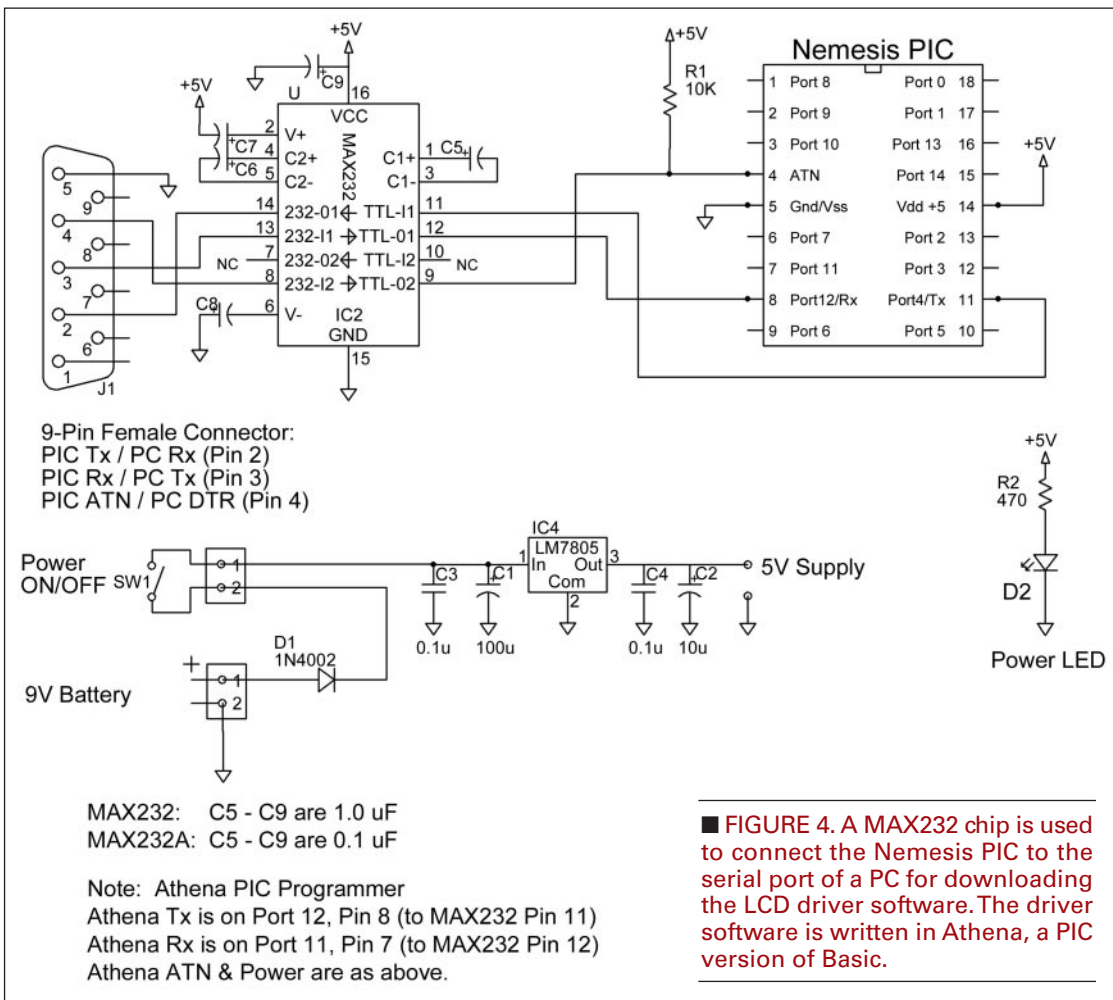 +5V
C9
+5V
U
16
VCC
MAX232
2 V+
C7
4 C2+
C6
5 C2-
C1+ 1
C5
C1- 3
14 232-01 TTL-I1 11
13 232-I1 TTL-01 12
NC 7 232-02 TTL-I2 10 NC
8 232-I2 TTL-02 9
C8 6 V-
IC2
GND
15
5
9
4
8
3
7
2
6
1
J1
+5V
R1
10K
Nemesis PIC
1 Port 8 Port 0 18
2 Port 9 Port 1 17
3 Port 10 Port 13 16
4 ATN Port 14 15
+5V
5 Gnd/Vss Vdd +5 14
6 Port 7 Port 2 13
7 Port 11 Port 3 12
8 Port12/Rx Port4/Tx 11
9 Port 6 Port 5 10
9-Pin Female Connector:
PIC Tx / PC Rx (Pin 2)
PIC Rx / PC Tx (Pin 3)
PIC ATN / PC DTR (Pin 4)
Power
ON/OFF
SW1
1
2
C3
0.1u
C1
100u
IC4
LM7805
1 In Out 3
Com
2
C4
0.1u
C2
10u
5V Supply
+5V
R2
470
D2
Power LED
D1
1N4002
+
9V Battery
1
2
MAX232: C5 - C9 are 1.0 uF
MAX232A: C5 - C9 are 0.1 uF
Note: Athena PIC Programmer
Athena Tx is on Port 12, Pin 8 (to MAX232 Pin 11)
Athena Rx is on Port 11, Pin 7 (to MAX232 Pin 12)
Athena ATN & Power are as above.
■ FIGURE 4. A MAX232 chip is used
to connect the Nemesis PIC to the
serial port of a PC for downloading
the LCD driver software. The driver
software is written in Athena, a PIC
version of Basic.